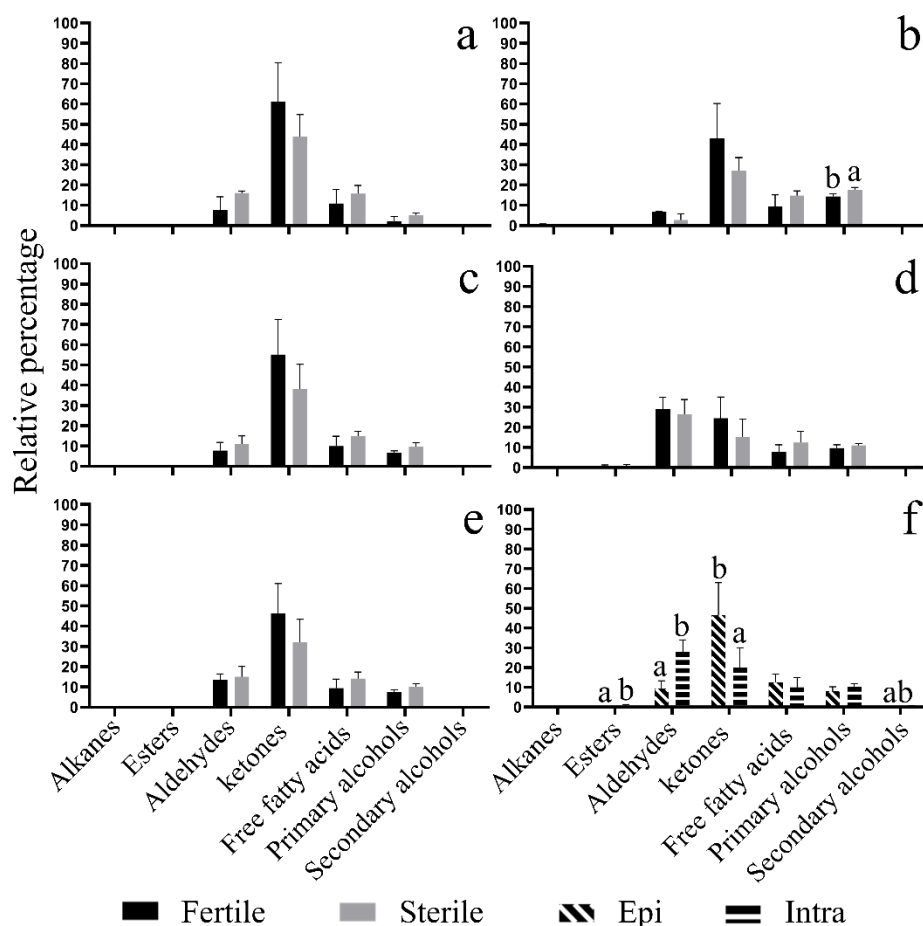 a
100
90
80
70
60
50
40
30
20
10
0
b
100
90
80
70
60
50
40
30
20
10
0
b a
c
100
90
80
70
60
50
40
30
20
10
0
d
100
90
80
70
60
50
40
30
20
10
0
Relative percentage
e
100
90
80
70
60
50
40
30
20
10
0
Alkanes
Esters
Aldehydes
ketones
Free fatty acids
Primary alcohols
Secondary alcohols
f
100
90
80
70
60
50
40
30
20
10
0
a b
a b
b a
ab
Alkanes
Esters
Aldehydes
ketones
Free fatty acids
Primary alcohols
Secondary alcohols
Fertile Sterile Epi Intra